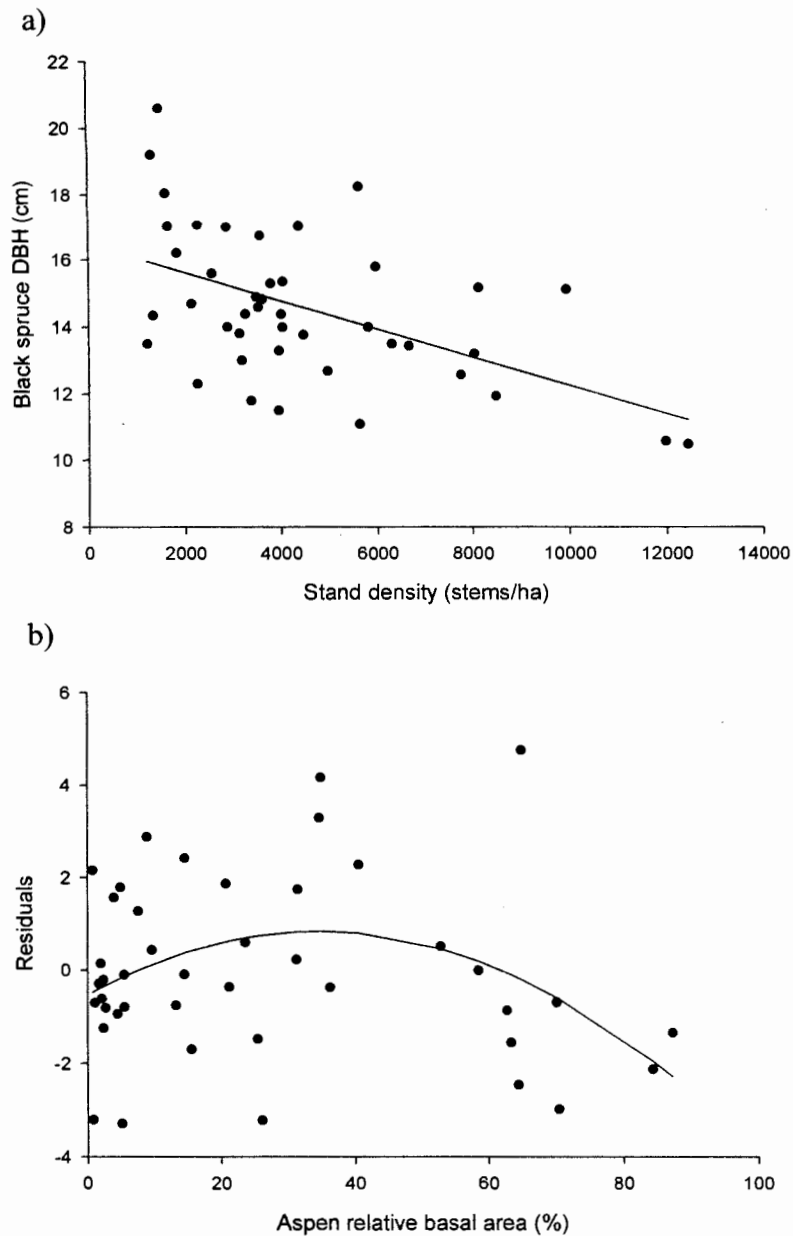 a)
22
20
18
16
14
12
10
8
Black spruce DBH (cm)
0 2000 4000 6000 8000 10000 12000 14000
Stand density (stems/ha)
b)
6
4
2
0
-2
-4
Residuals
0 20 40 60 80 100
Aspen relative basal area (%)